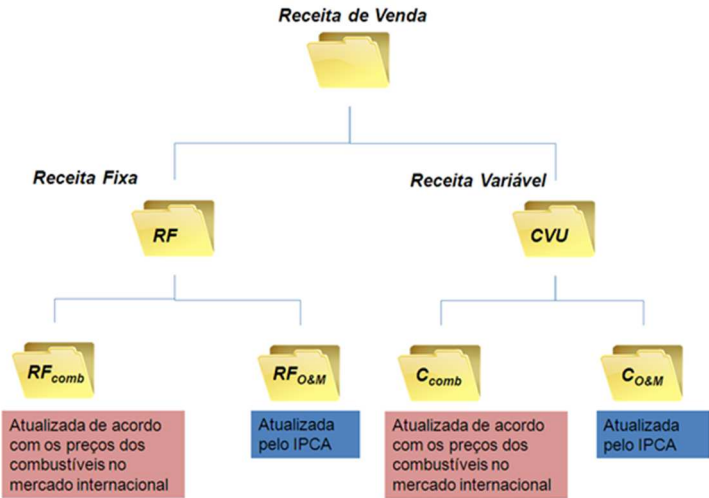 Receita de Venda
Receita Fixa
Receita Variável
RF
CVU
RFcomb
RFO&M
Ccomb
CO&M
Atualizada de acordo
com os preços dos
combustíveis no
mercado internacional
Atualizada
pelo IPCA
Atualizada de acordo
com os preços dos
combustíveis no
mercado internacional
Atualizada
pelo IPCA